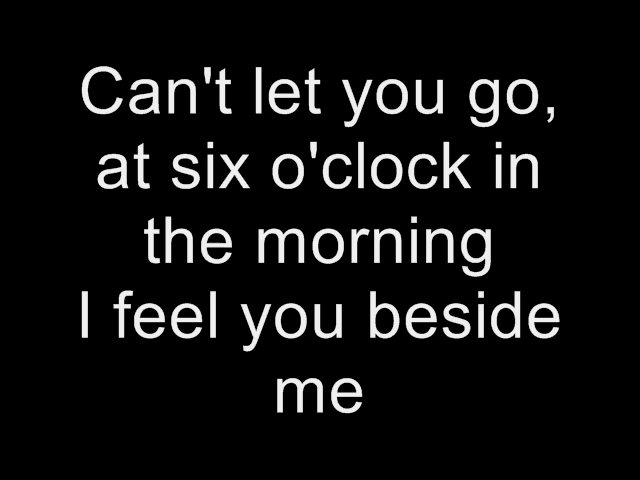 Can't let you go,
at six o'clock in
the morning
I feel you beside
me